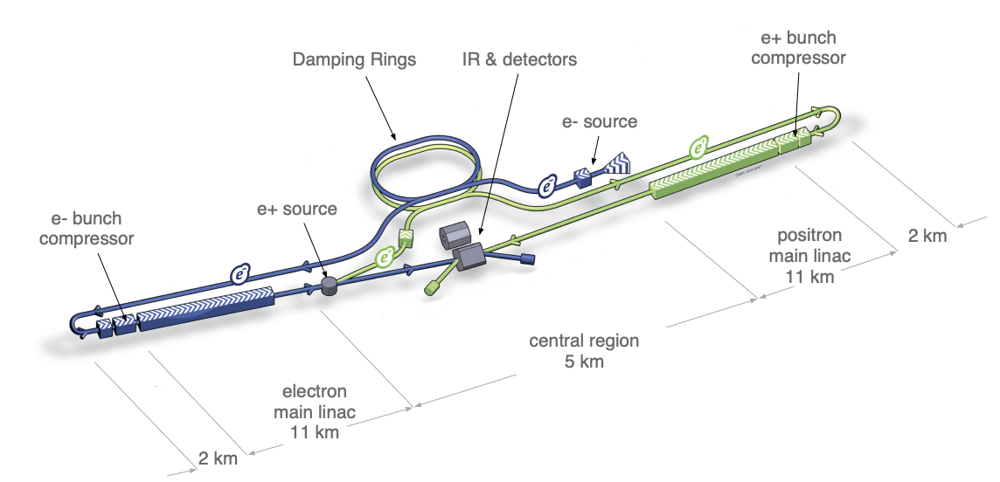 e+ bunch
compressor
Damping Rings
IR & detectors
e- source
e+
e-
e- bunch
compressor
e+ source
e+
e-
positron
main linac
11 km
2 km
central region
5 km
electron
main linac
11 km
2 km